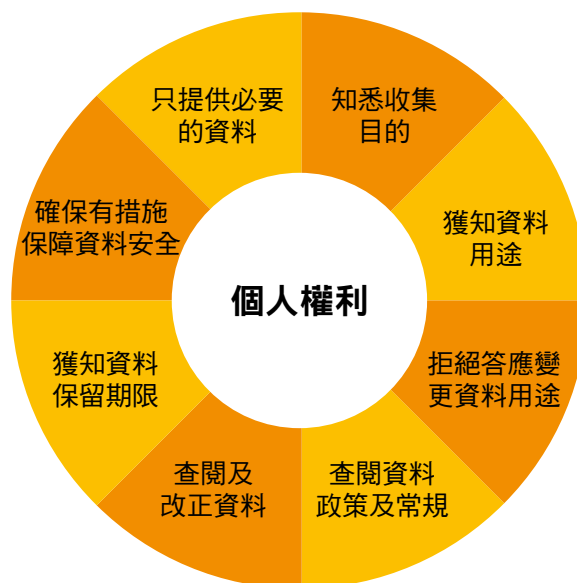 個人權利
知悉收集
目的
獲知資料
用途
拒絕答應變
更資料用途
查閱資料
政策及常規
查閱及
改正資料
獲知資料
保留期限
確保有措施
保障資料安全
只提供必要
的資料